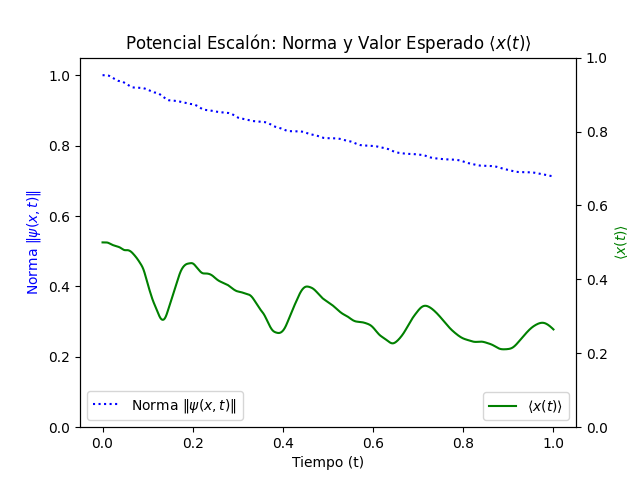 Potencial Escalón: Norma y Valor Esperado ⟨x(t)⟩
1.0
0.8
0.6
0.4
0.2
0.0
Norma ‖ψ(x, t)‖
1.0
0.8
0.6
0.4
0.2
0.0
⟨x(t)⟩
Norma ‖ψ(x, t)‖
⟨x(t)⟩
0.0 0.2 0.4 0.6 0.8 1.0
Tiempo (t)